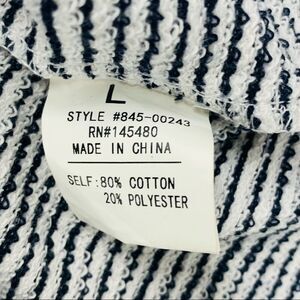 L
STYLE #845-00243
RN#145480
MADE IN CHINA
SELF: 80% COTTON
20% POLYESTER